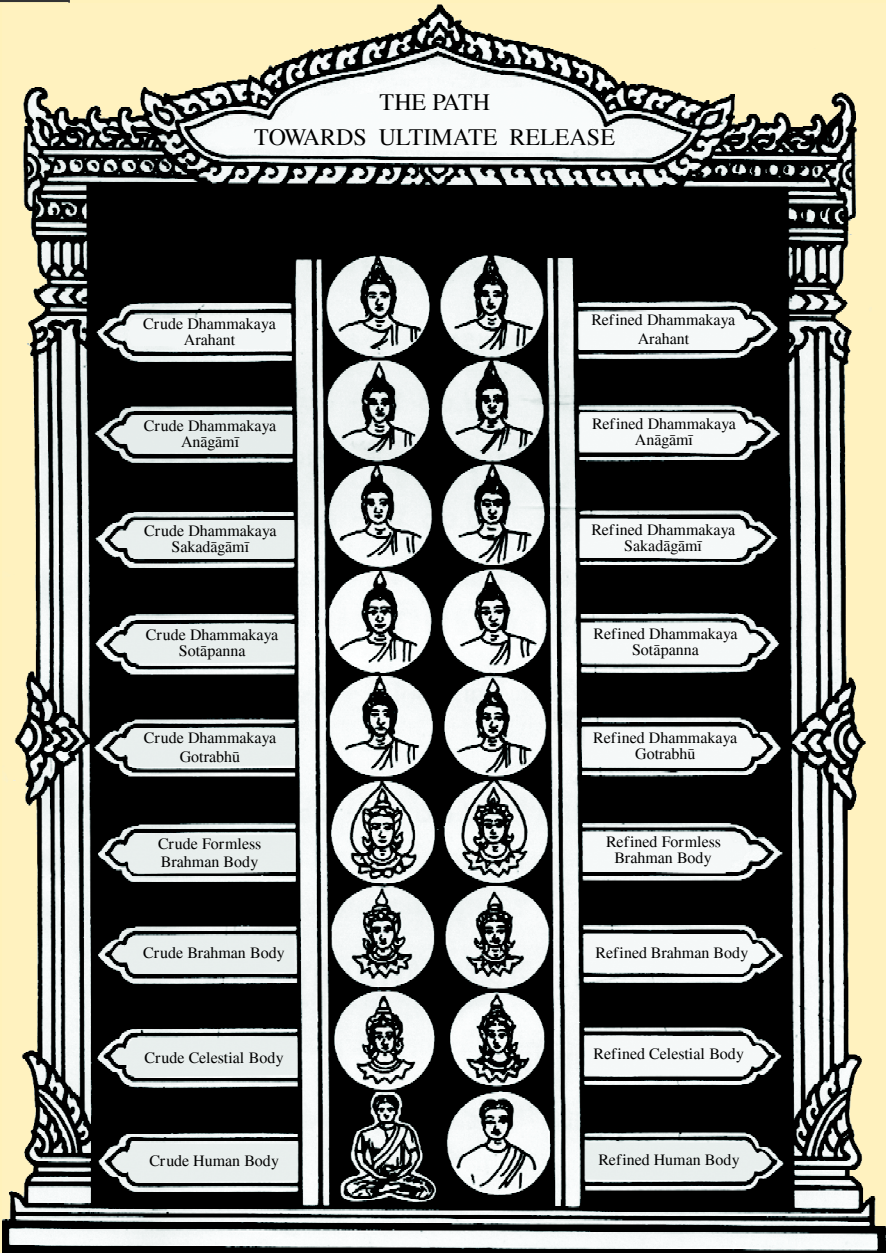 THE PATH
TOWARDS ULTIMATE RELEASE
Crude Dhammakaya
Arahant
Refined Dhammakaya
Arahant
Crude Dhammakaya
Anāgāmī
Refined Dhammakaya
Anāgāmī
Crude Dhammakaya
Sakadāgāmī
Refined Dhammakaya
Sakadāgāmī
Crude Dhammakaya
Sotāpanna
Refined Dhammakaya
Sotāpanna
Crude Dhammakaya
Gotrabhū
Refined Dhammakaya
Gotrabhū
Crude Formless
Brahman Body
Refined Formless
Brahman Body
Crude Brahman Body
Refined Brahman Body
Crude Celestial Body
Refined Celestial Body
Crude Human Body
Refined Human Body